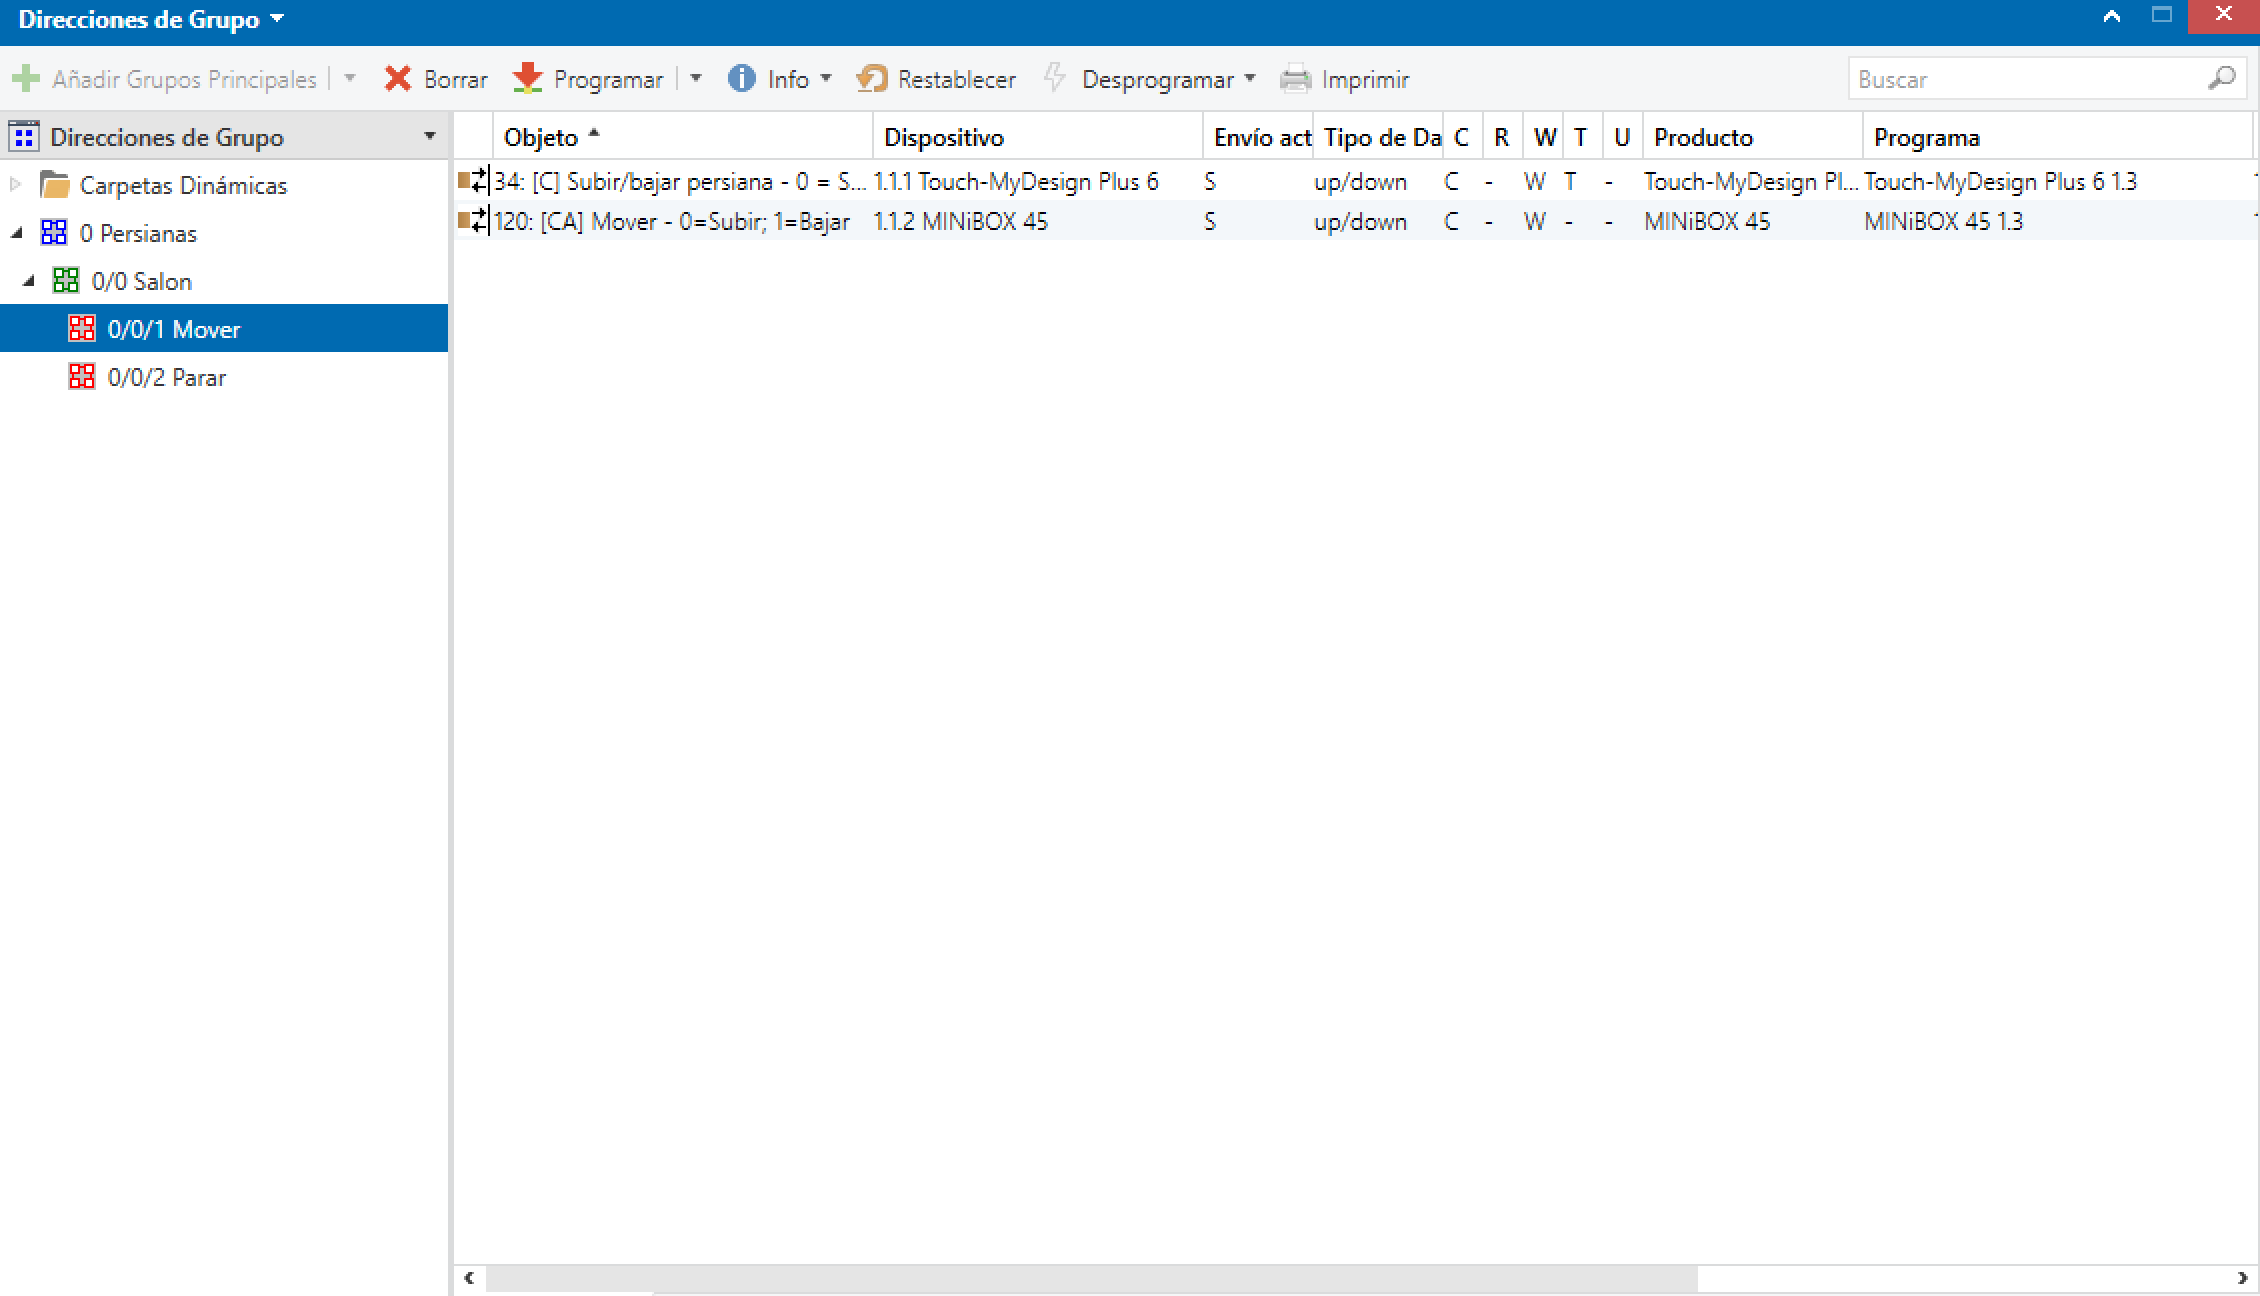 Direcciones de Grupo
Añadir Grupos Principales Borrar Programar Info Restablecer Desprogramar Imprimir Buscar
Direcciones de Grupo
Carpetas Dinámicas
0 Persianas
0/0 Salon
0/0/1 Mover
0/0/2 Parar
Objeto Dispositivo Envío act Tipo de Da C R W T U Producto Programa
34: [C] Subir/bajar persiana - 0 = S... 1.1.1 Touch-MyDesign Plus 6 S up/down C - W T - Touch-MyDesign Pl... Touch-MyDesign Plus 6 1.3
120: [CA] Mover - 0=Subir; 1=Bajar 1.1.2 MINiBOX 45 S up/down C - W - - MINiBOX 45 MINiBOX 45 1.3